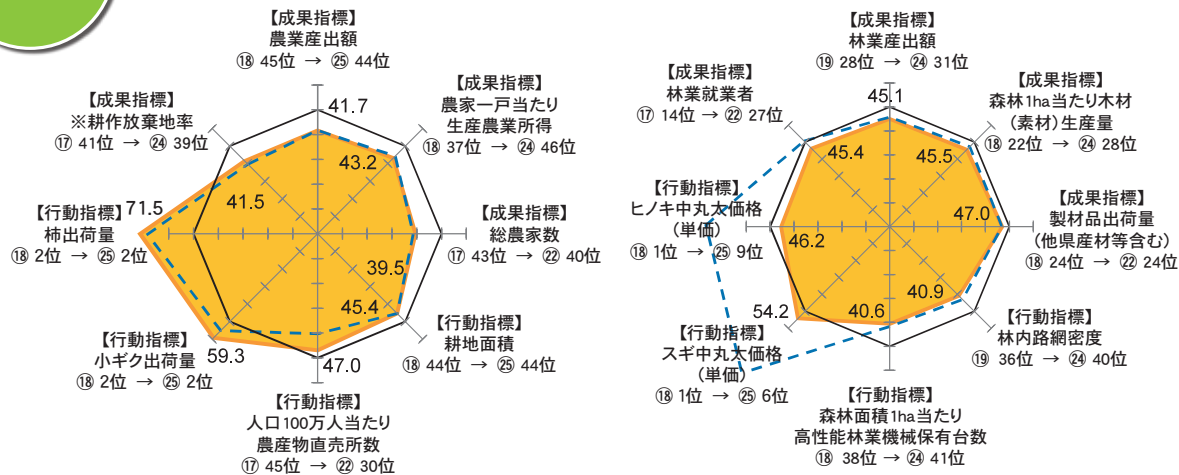 【成果指標】
農業産出額
⑱ 45位 → ㉕ 44位
41.7
【成果指標】
農家一戸当たり
生産農業所得
⑱ 37位 → ㉔ 46位
43.2
【成果指標】
総農家数
⑰ 43位 → ㉒ 40位
39.5
【行動指標】
耕地面積
⑱ 44位 → ㉕ 44位
45.4
【行動指標】
人口100万人当たり
農産物直売所数
⑰ 45位 → ㉒ 30位
47.0
【行動指標】
小ギク出荷量
⑱ 2位 → ㉕ 2位
59.3
【行動指標】
柿出荷量
⑱ 2位 → ㉕ 2位
71.5
【成果指標】
※耕作放棄地率
⑰ 41位 → ㉔ 39位
41.5
【成果指標】
林業産出額
⑲ 28位 → ㉔ 31位
45.1
【成果指標】
森林1ha当たり木材
(素材)生産量
⑱ 22位 → ㉔ 28位
45.5
【成果指標】
製材品出荷量
(他県産材等含む)
⑱ 24位 → ㉒ 24位
47.0
【行動指標】
林内路網密度
⑲ 36位 → ㉔ 40位
40.9
【行動指標】
森林面積1ha当たり
高性能林業機械保有台数
⑱ 38位 → ㉔ 41位
40.6
【行動指標】
スギ中丸太価格
(単価)
⑱ 1位 → ㉕ 6位
54.2
【行動指標】
ヒノキ中丸太価格
(単価)
⑱ 1位 → ㉕ 9位
46.2
【成果指標】
林業就業者
⑰ 14位 → ㉒ 27位
45.4